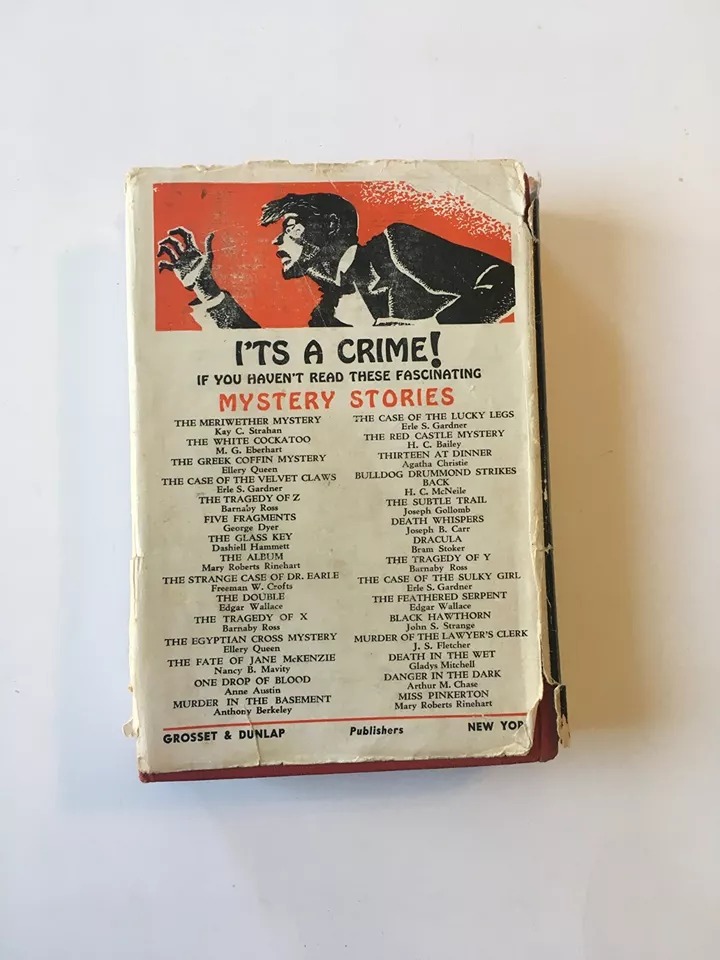 I'TS A CRIME!
IF YOU HAVEN'T READ THESE FASCINATING
MYSTERY STORIES
THE MERIWETHER MYSTERY
Kay C. Strahan
THE WHITE COCKATOO
M. G. Eberhart
THE GREEK COFFIN MYSTERY
Ellery Queen
THE CASE OF THE VELVET CLAWS
Erle S. Gardner
THE TRAGEDY OF Z
Barnaby Ross
FIVE FRAGMENTS
George Dyer
THE GLASS KEY
Dashiell Hammett
THE ALBUM
Mary Roberts Rinehart
THE STRANGE CASE OF DR. EARLE
Freeman W. Crofts
THE DOUBLE
Edgar Wallace
THE TRAGEDY OF X
Barnaby Ross
THE EGYPTIAN CROSS MYSTERY
Ellery Queen
THE FATE OF JANE McKENZIE
Nancy B. Mavity
ONE DROP OF BLOOD
Anne Austin
MURDER IN THE BASEMENT
Anthony Berkeley
THE CASE OF THE LUCKY LEGS
Erle S. Gardner
THE RED CASTLE MYSTERY
H. C. Bailey
THIRTEEN AT DINNER
Agatha Christie
BULLDOG DRUMMOND STRIKES
BACK
H. C. McNeile
THE SUBTLE TRAIL
Joseph Gollomb
DEATH WHISPERS
Joseph B. Carr
DRACULA
Bram Stoker
THE TRAGEDY OF Y
Barnaby Ross
THE CASE OF THE SULKY GIRL
Erle S. Gardner
THE FEATHERED SERPENT
Edgar Wallace
BLACK HAWTHORN
John S. Strange
MURDER OF THE LAWYER'S CLERK
J. S. Fletcher
DEATH IN THE WET
Gladys Mitchell
DANGER IN THE DARK
Arthur M. Chase
MISS PINKERTON
Mary Roberts Rinehart
GROSSET & DUNLAP Publishers NEW YOR